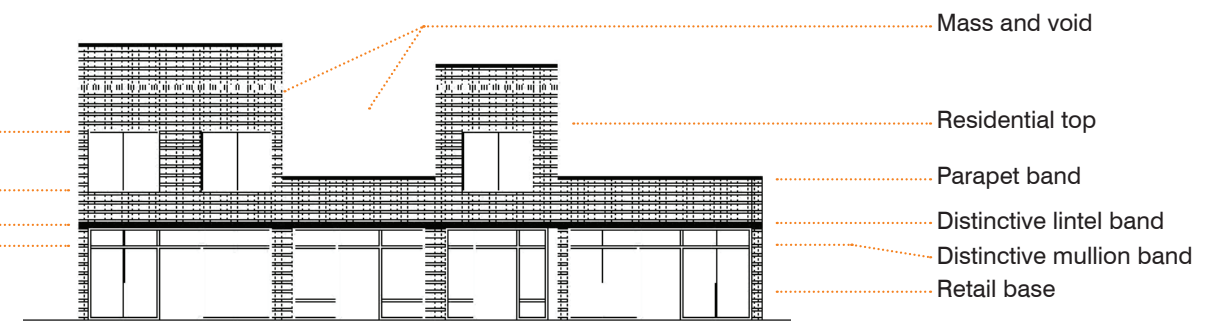 Mass and void
Residential top
Parapet band
Distinctive lintel band
Distinctive mullion band
Retail base